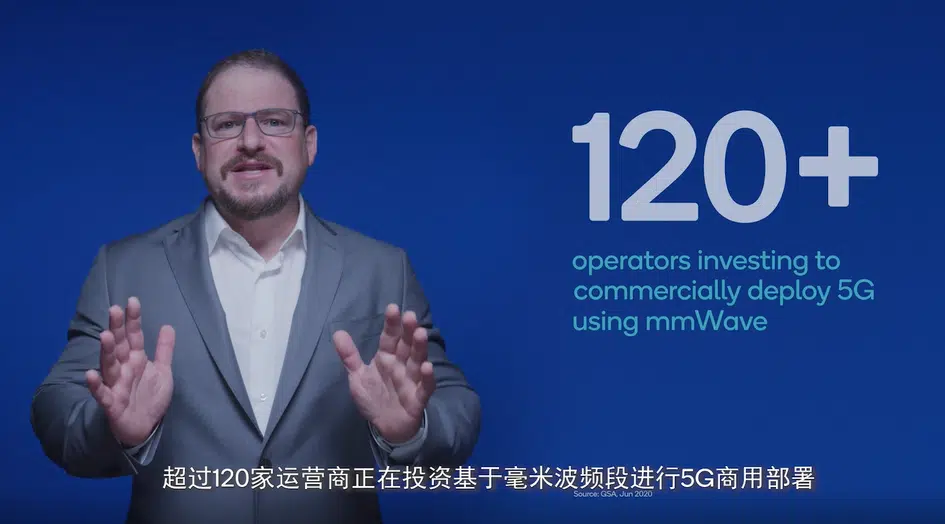 120+
operators investing to
commercially deploy 5G
using mmWave
超过120家运营商正在投资基于毫米波频段进行5G商用部署
Source: GSA, Jun 2020